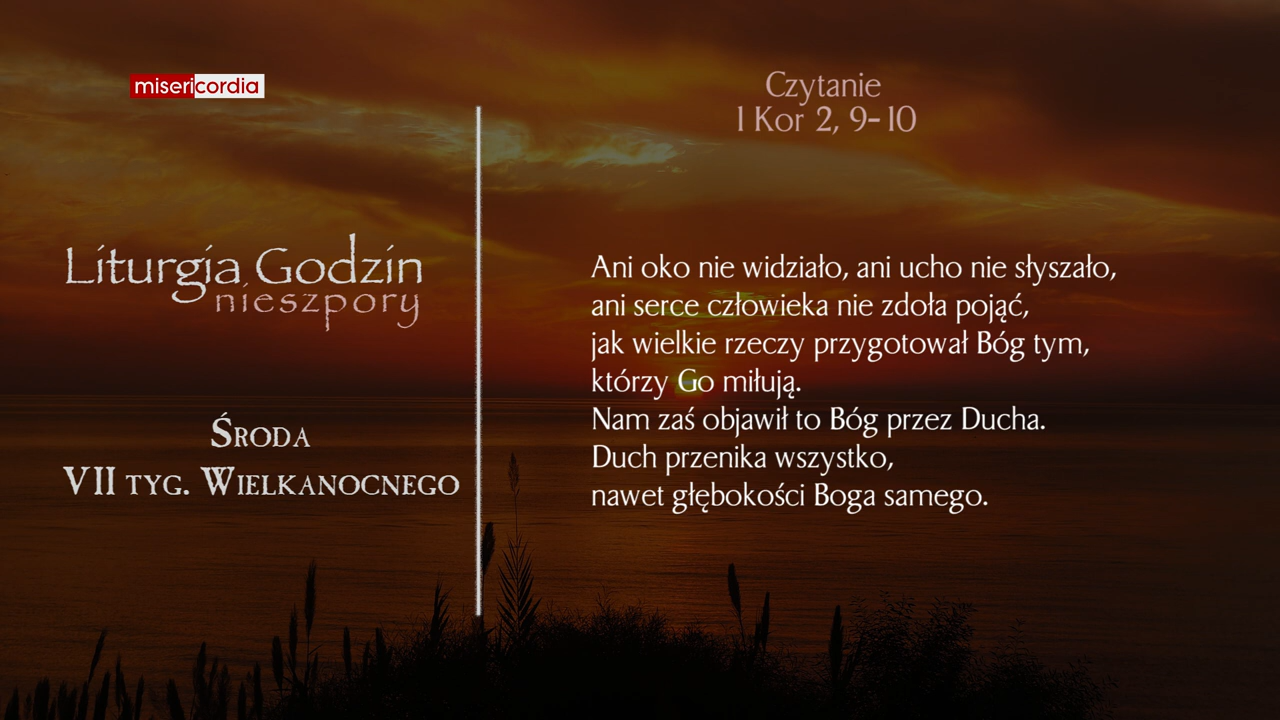 misericordia
Liturgia Godzin
nieszpory
Środa
VII tyg. Wielkanocnego
Czytanie
1 Kor 2, 9-10
Ani oko nie widziało, ani ucho nie słyszało,
ani serce człowieka nie zdoła pojąć,
jak wielkie rzeczy przygotował Bóg tym,
którzy Go miłują.
Nam zaś objawił to Bóg przez Ducha.
Duch przenika wszystko,
nawet głębokości Boga samego.